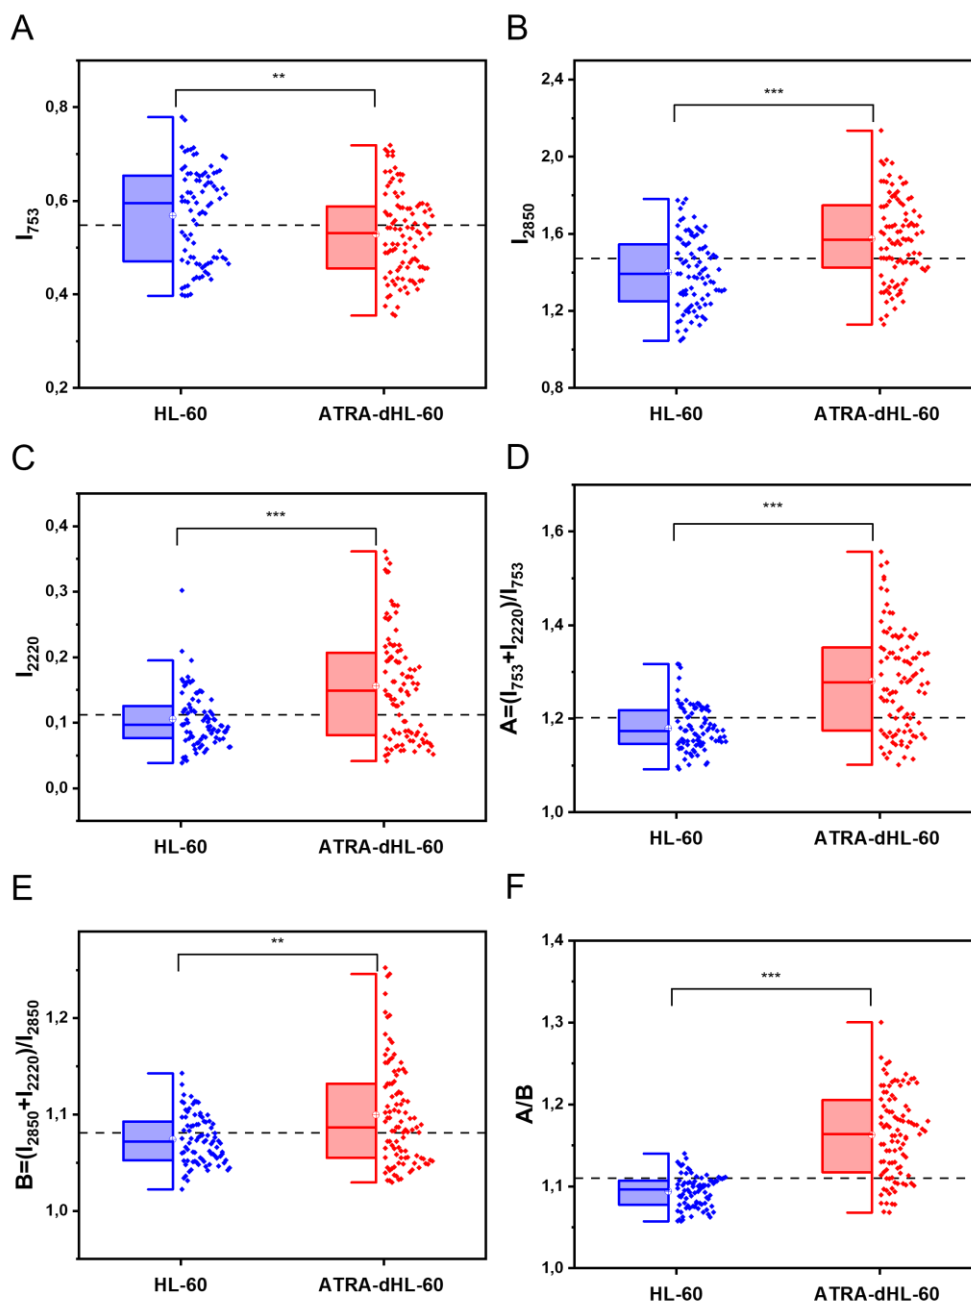 A
B
**
***
0,8
0,6
0,4
0,2
I753
2,4
2,0
1,6
1,2
0,8
I2850
HL-60
ATRA-dHL-60
HL-60
ATRA-dHL-60
C
D
***
***
0,4
0,3
0,2
0,1
0,0
I2220
1,6
1,4
1,2
1,0
A=(I753+I2220)/I753
HL-60
ATRA-dHL-60
HL-60
ATRA-dHL-60
E
F
**
***
1,2
1,1
1,0
B=(I2850+I2220)/I2850
1,4
1,3
1,2
1,1
1,0
A/B
HL-60
ATRA-dHL-60
HL-60
ATRA-dHL-60